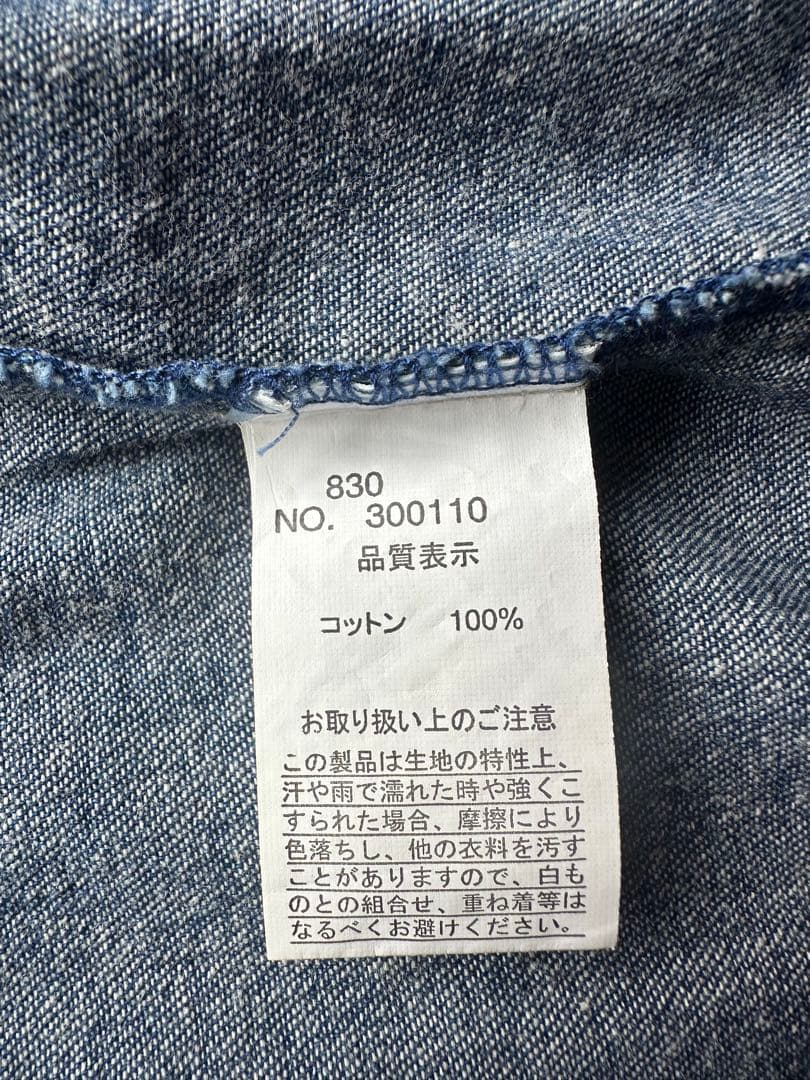 830
NO. 300110
品質表示
コットン 100%
お取り扱い上のご注意
この製品は生地の特性上、
汗や雨で濡れた時や強くこ
すられた場合、摩擦により
色落ちし、他の衣料を汚す
ことがありますので、白も
のとの組合せ、重ね着等は
なるべくお避けください。